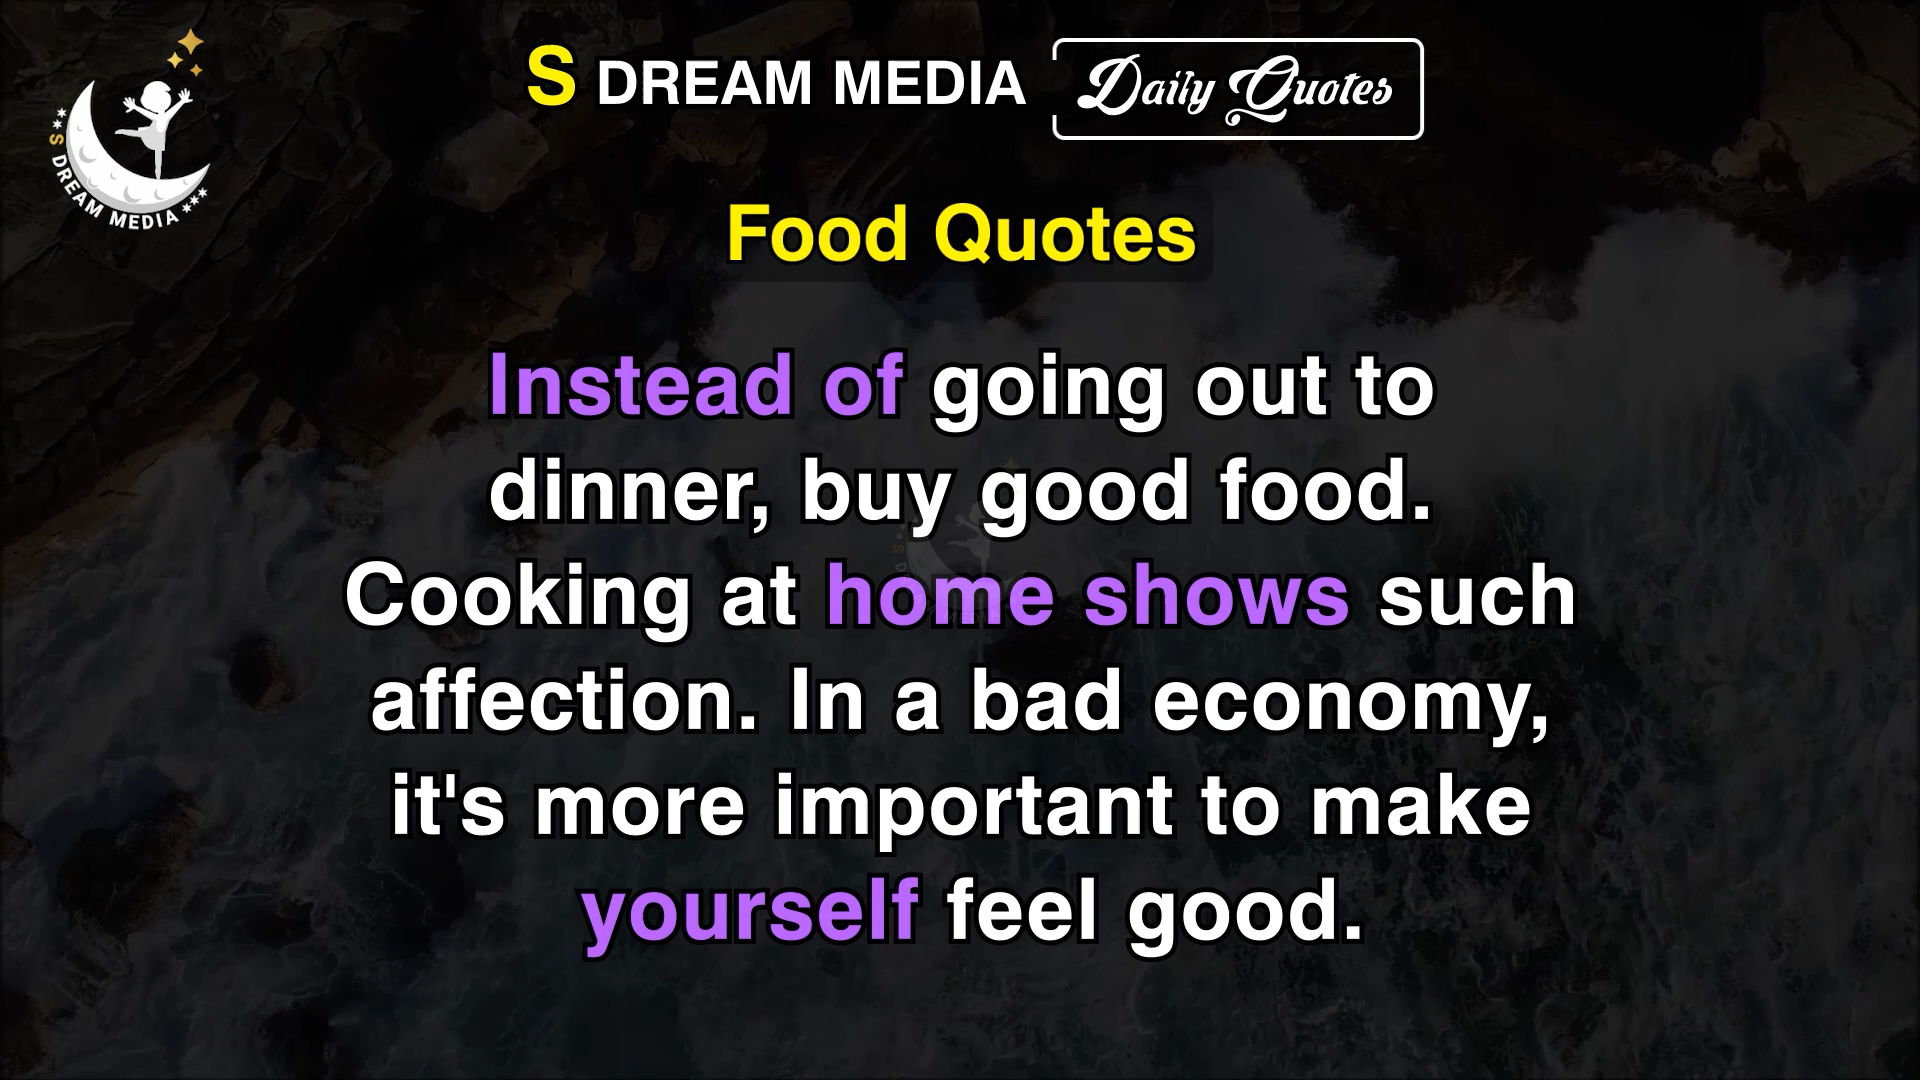 S DREAM MEDIA Daily Quotes
S DREAM MEDIA
Food Quotes
Instead of going out to
dinner, buy good food.
Cooking at home shows such
affection. In a bad economy,
it's more important to make
yourself feel good.